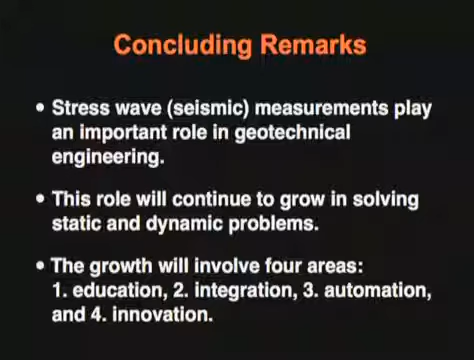 Concluding Remarks
• Stress wave (seismic) measurements play
an important role in geotechnical
engineering.
• This role will continue to grow in solving
static and dynamic problems.
• The growth will involve four areas:
1. education, 2. integration, 3. automation,
and 4. innovation.